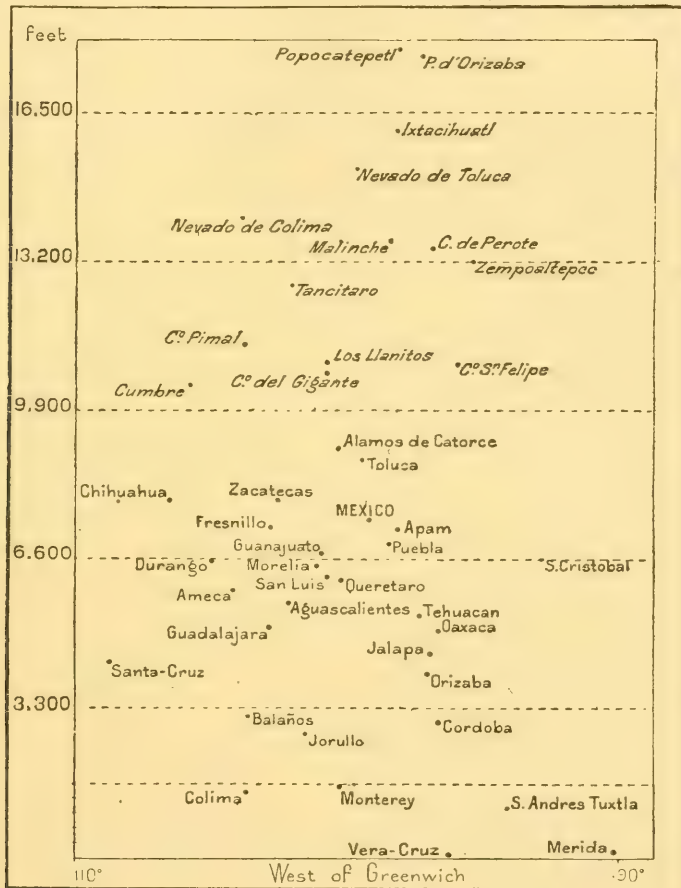 feet
Popocatepetl
P. d'Orizaba
16,500
Ixtacihuatl
Nevado de Toluca
Nevado de Colima
Malinche
C. de Perote
13,200
Zempoaltepec
Tancitaro
Cº Pimal
Los Llanitos
Cº del Gigante
Cº Sn Felipe
Cumbre
9,900
Alamos de Catorce
Toluca
Chihuahua
Zacatecas
MEXICO
Fresnillo
Apam
Guanajuato
Puebla
6.600
Durango
Morelia
S. Cristobal
San Luis
Queretaro
Ameca
Aguascalientes
Tehuacan
Guadalajara
Oaxaca
Jalapa
Santa-Cruz
Orizaba
3,300
Balaños
Cordoba
Jorullo
Colima
Monterey
S. Andres Tuxtla
Vera-Cruz
Merida
110°
West of Greenwich
90°